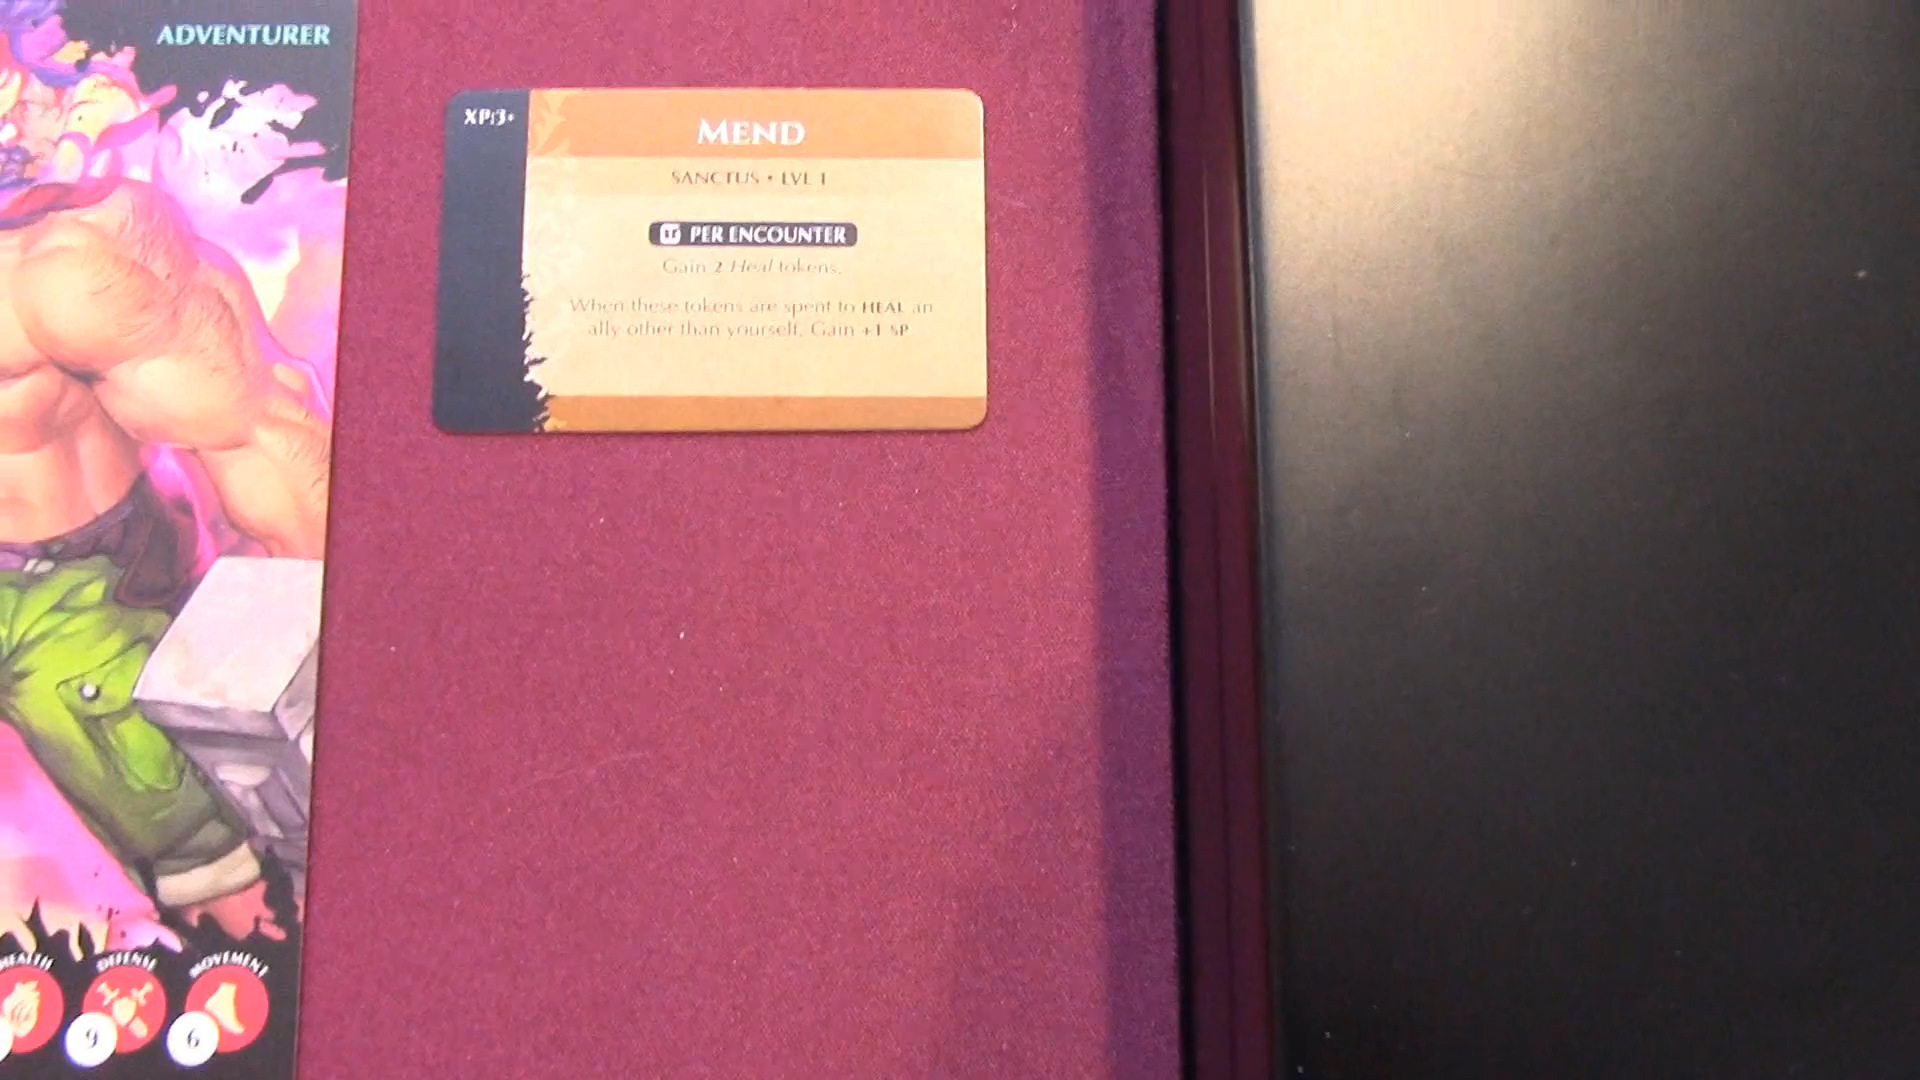 ADVENTURER
XP:3+
MEND
SANCTUS • LVL 1
PER ENCOUNTER
Gain 2 Heal tokens.
When these tokens are spent to HEAL an
ally other than yourself, Gain +1 SP
HEALTH
DEFENSE
MOVEMENT
9
6